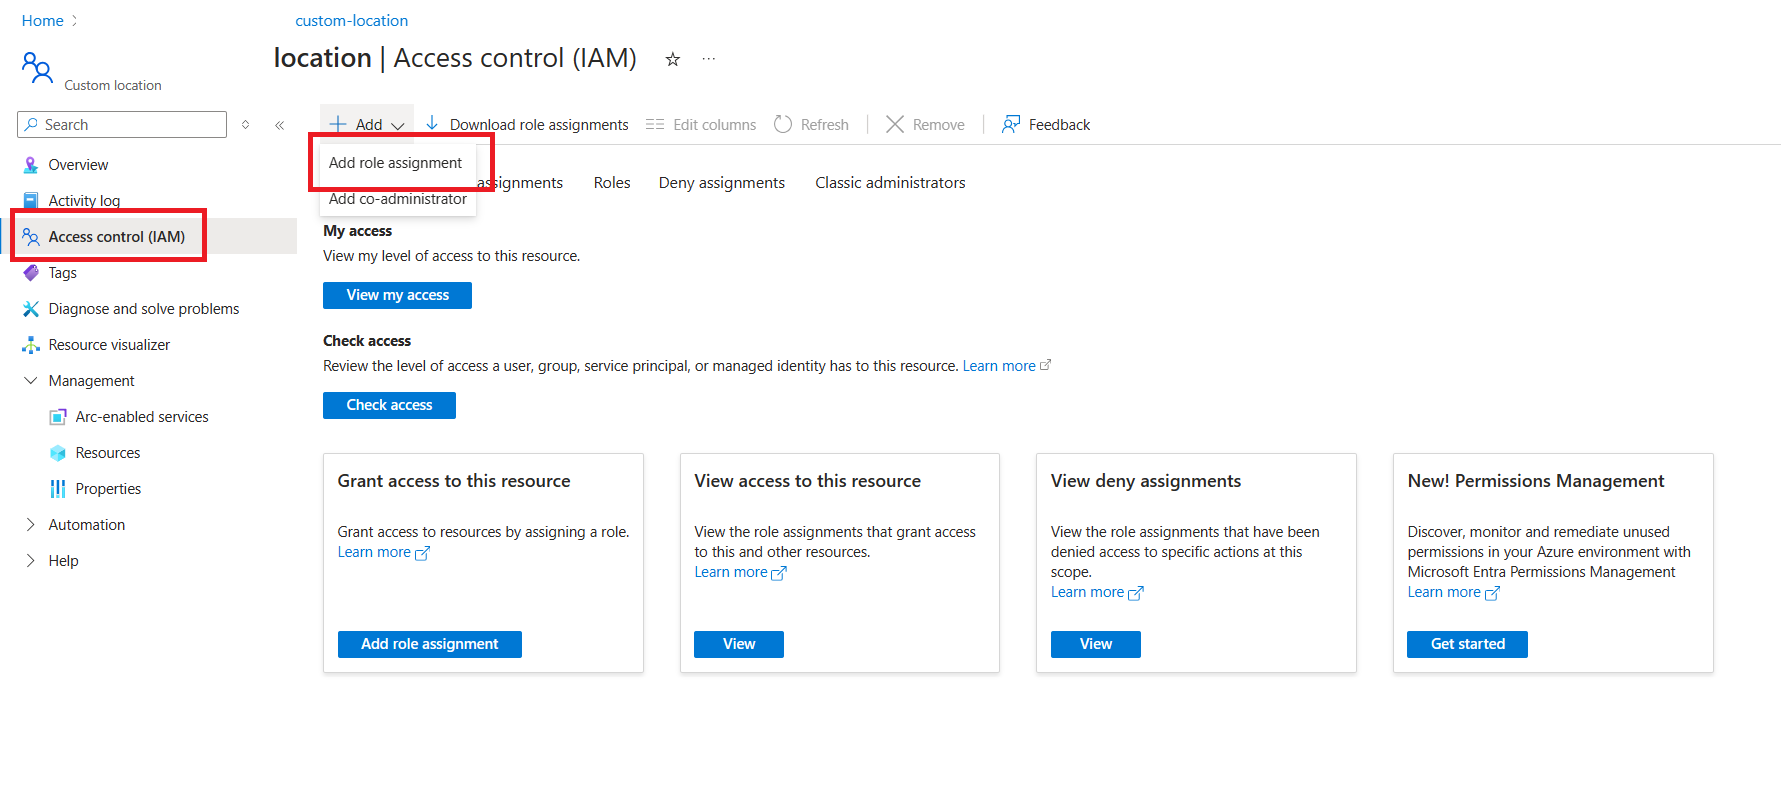 Home
custom-location
location | Access control (IAM)
Custom location
Search
Add
Download role assignments
Edit columns
Refresh
Remove
Feedback
Overview
Activity log
Access control (IAM)
Tags
Diagnose and solve problems
Resource visualizer
Management
Arc-enabled services
Resources
Properties
Automation
Help
Add role assignment
Add co-administrator
assignments
Roles
Deny assignments
Classic administrators
My access
View my level of access to this resource.
View my access
Check access
Review the level of access a user, group, service principal, or managed identity has to this resource. Learn more
Check access
Grant access to this resource
Grant access to resources by assigning a role.
Learn more
Add role assignment
View access to this resource
View the role assignments that grant access
to this and other resources.
Learn more
View
View deny assignments
View the role assignments that have been
denied access to specific actions at this
scope.
Learn more
View
New! Permissions Management
Discover, monitor and remediate unused
permissions in your Azure environment with
Microsoft Entra Permissions Management
Learn more
Get started